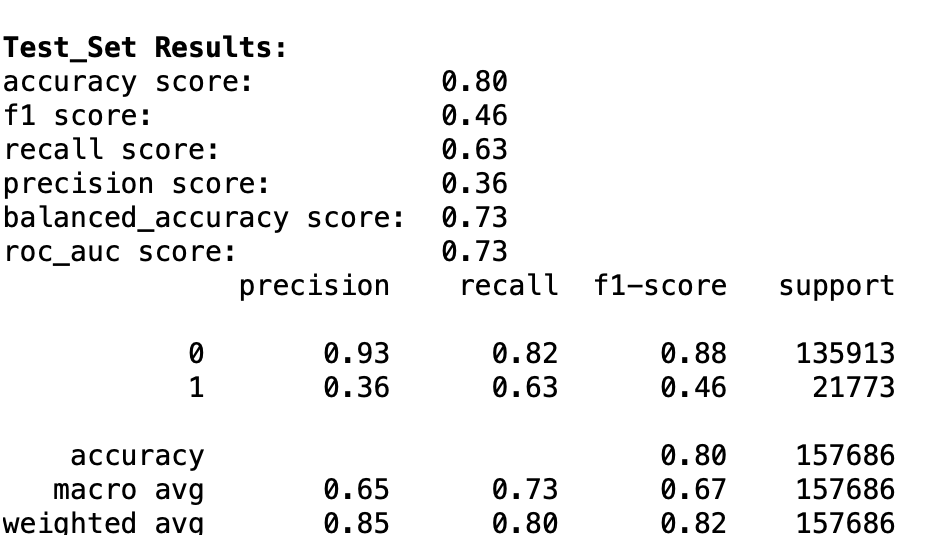 Test_Set Results:
accuracy score: 0.80
f1 score: 0.46
recall score: 0.63
precision score: 0.36
balanced_accuracy score: 0.73
roc_auc score: 0.73
precision recall f1-score support
0 0.93 0.82 0.88 135913
1 0.36 0.63 0.46 21773
accuracy 0.80 157686
macro avg 0.65 0.73 0.67 157686
weighted avg 0.85 0.80 0.82 157686